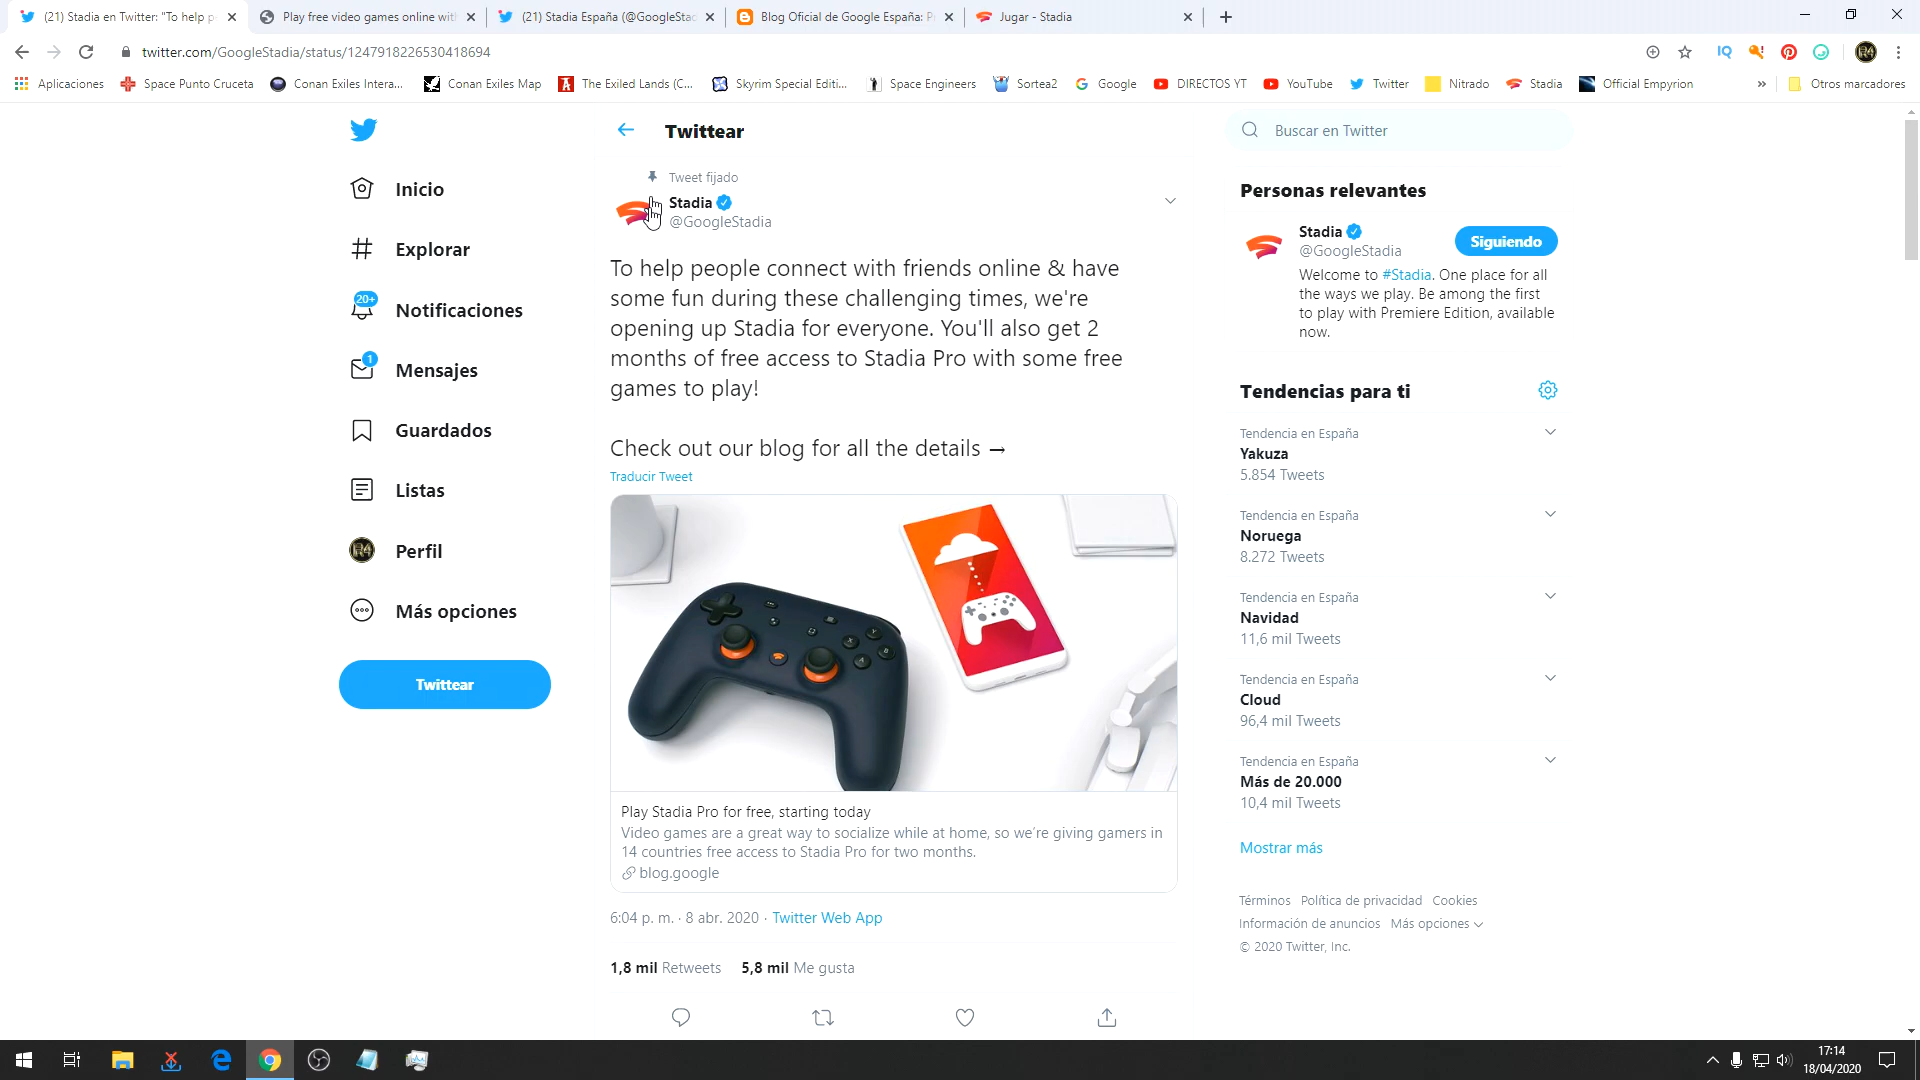 (21) Stadia en Twitter: "To help p
Play free video games online with
(21) Stadia España (@GoogleStad
Blog Oficial de Google España: P
Jugar - Stadia
twitter.com/GoogleStadia/status/1247918226530418694
IQ
Aplicaciones
Space Punto Cruceta
Conan Exiles Intera...
Conan Exiles Map
The Exiled Lands (C...
Skyrim Special Editi...
Space Engineers
Sortea2
Google
DIRECTOS YT
YouTube
Twitter
Nitrado
Stadia
Official Empyrion
»
Otros marcadores
Inicio
Explorar
20+
Notificaciones
1
Mensajes
Guardados
Listas
Perfil
Más opciones
Twittear
Twittear
Tweet fijado
Stadia
@GoogleStadia
To help people connect with friends online & have
some fun during these challenging times, we're
opening up Stadia for everyone. You'll also get 2
months of free access to Stadia Pro with some free
games to play!
Check out our blog for all the details →
Traducir Tweet
Play Stadia Pro for free, starting today
Video games are a great way to socialize while at home, so we're giving gamers in
14 countries free access to Stadia Pro for two months.
blog.google
6:04 p. m. · 8 abr. 2020 · Twitter Web App
1,8 mil Retweets 5,8 mil Me gusta
Buscar en Twitter
Personas relevantes
Stadia
@GoogleStadia
Siguiendo
Welcome to #Stadia. One place for all
the ways we play. Be among the first
to play with Premiere Edition, available
now.
Tendencias para ti
Tendencia en España
Yakuza
5.854 Tweets
Tendencia en España
Noruega
8.272 Tweets
Tendencia en España
Navidad
11,6 mil Tweets
Tendencia en España
Cloud
96,4 mil Tweets
Tendencia en España
Más de 20.000
10,4 mil Tweets
Mostrar más
Términos Política de privacidad Cookies
Información de anuncios Más opciones
© 2020 Twitter, Inc.
17:14
18/04/2020